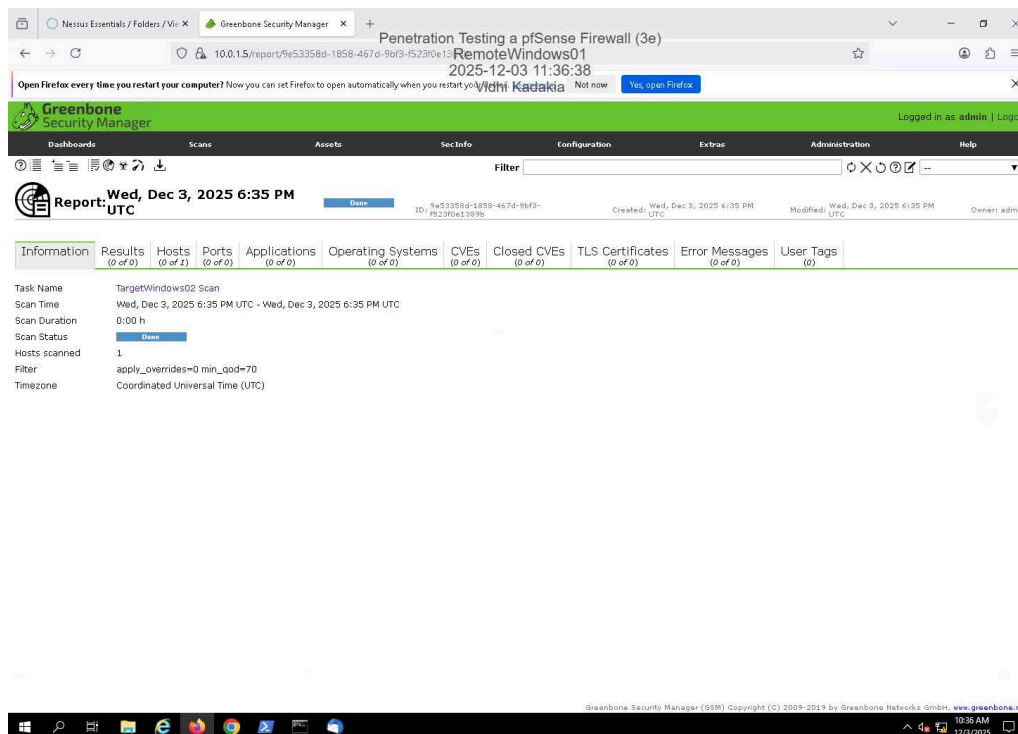 Nessus Essentials / Folders / Vie
Greenbone Security Manager
Penetration Testing a pfSense Firewall (3e)
10.0.1.5/report/9e53358d-1858-467d-9bf3-f523f0e13
RemoteWindows01
2025-12-03 11:36:38
Open Firefox every time you restart your computer? Now you can set Firefox to open automatically when you restart your
Vidhi Kadakia
Not now
Yes, open Firefox
Greenbone
Security Manager
Logged in as admin | Logo
Dashboards Scans Assets SecInfo Configuration Extras Administration Help
Filter
--
Report: Wed, Dec 3, 2025 6:35 PM
UTC
Done
ID: 9e53358d-1858-467d-9bf3-
f523f0e1389b
Created: Wed, Dec 3, 2025 6:35 PM
UTC
Modified: Wed, Dec 3, 2025 6:35 PM
UTC
Owner: adm
Information Results Hosts Ports Applications Operating Systems CVEs Closed CVEs TLS Certificates Error Messages User Tags
(0 of 0) (0 of 1) (0 of 0) (0 of 0) (0 of 0) (0 of 0) (0 of 0) (0 of 0) (0 of 0) (0)
Task Name TargetWindows02 Scan
Scan Time Wed, Dec 3, 2025 6:35 PM UTC - Wed, Dec 3, 2025 6:35 PM UTC
Scan Duration 0:00 h
Scan Status Done
Hosts scanned 1
Filter apply_overrides=0 min_qod=70
Timezone Coordinated Universal Time (UTC)
Greenbone Security Manager (GSM) Copyright (C) 2009-2019 by Greenbone Networks GmbH, www.greenbone.n
10:36 AM
12/3/2025